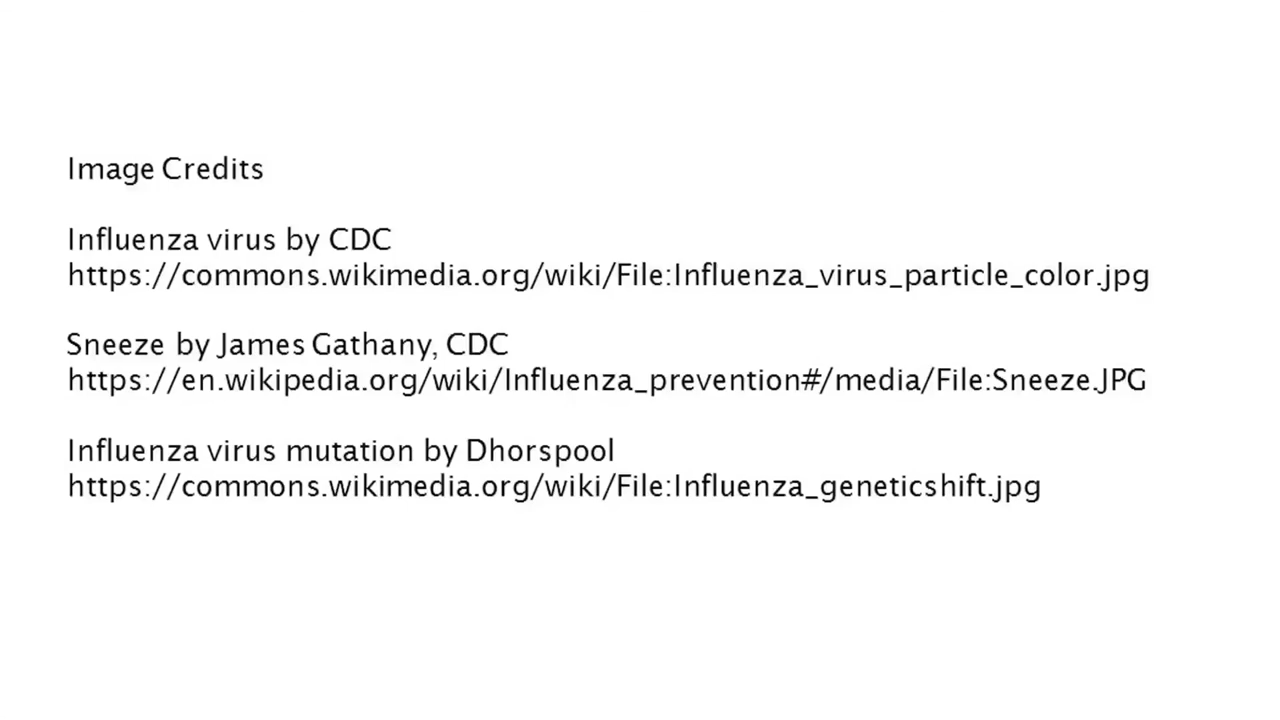 Image Credits
Influenza virus by CDC
https://commons.wikimedia.org/wiki/File:Influenza_virus_particle_color.jpg
Sneeze by James Gathany, CDC
https://en.wikipedia.org/wiki/Influenza_prevention#/media/File:Sneeze.JPG
Influenza virus mutation by Dhorspool
https://commons.wikimedia.org/wiki/File:Influenza_geneticshift.jpg